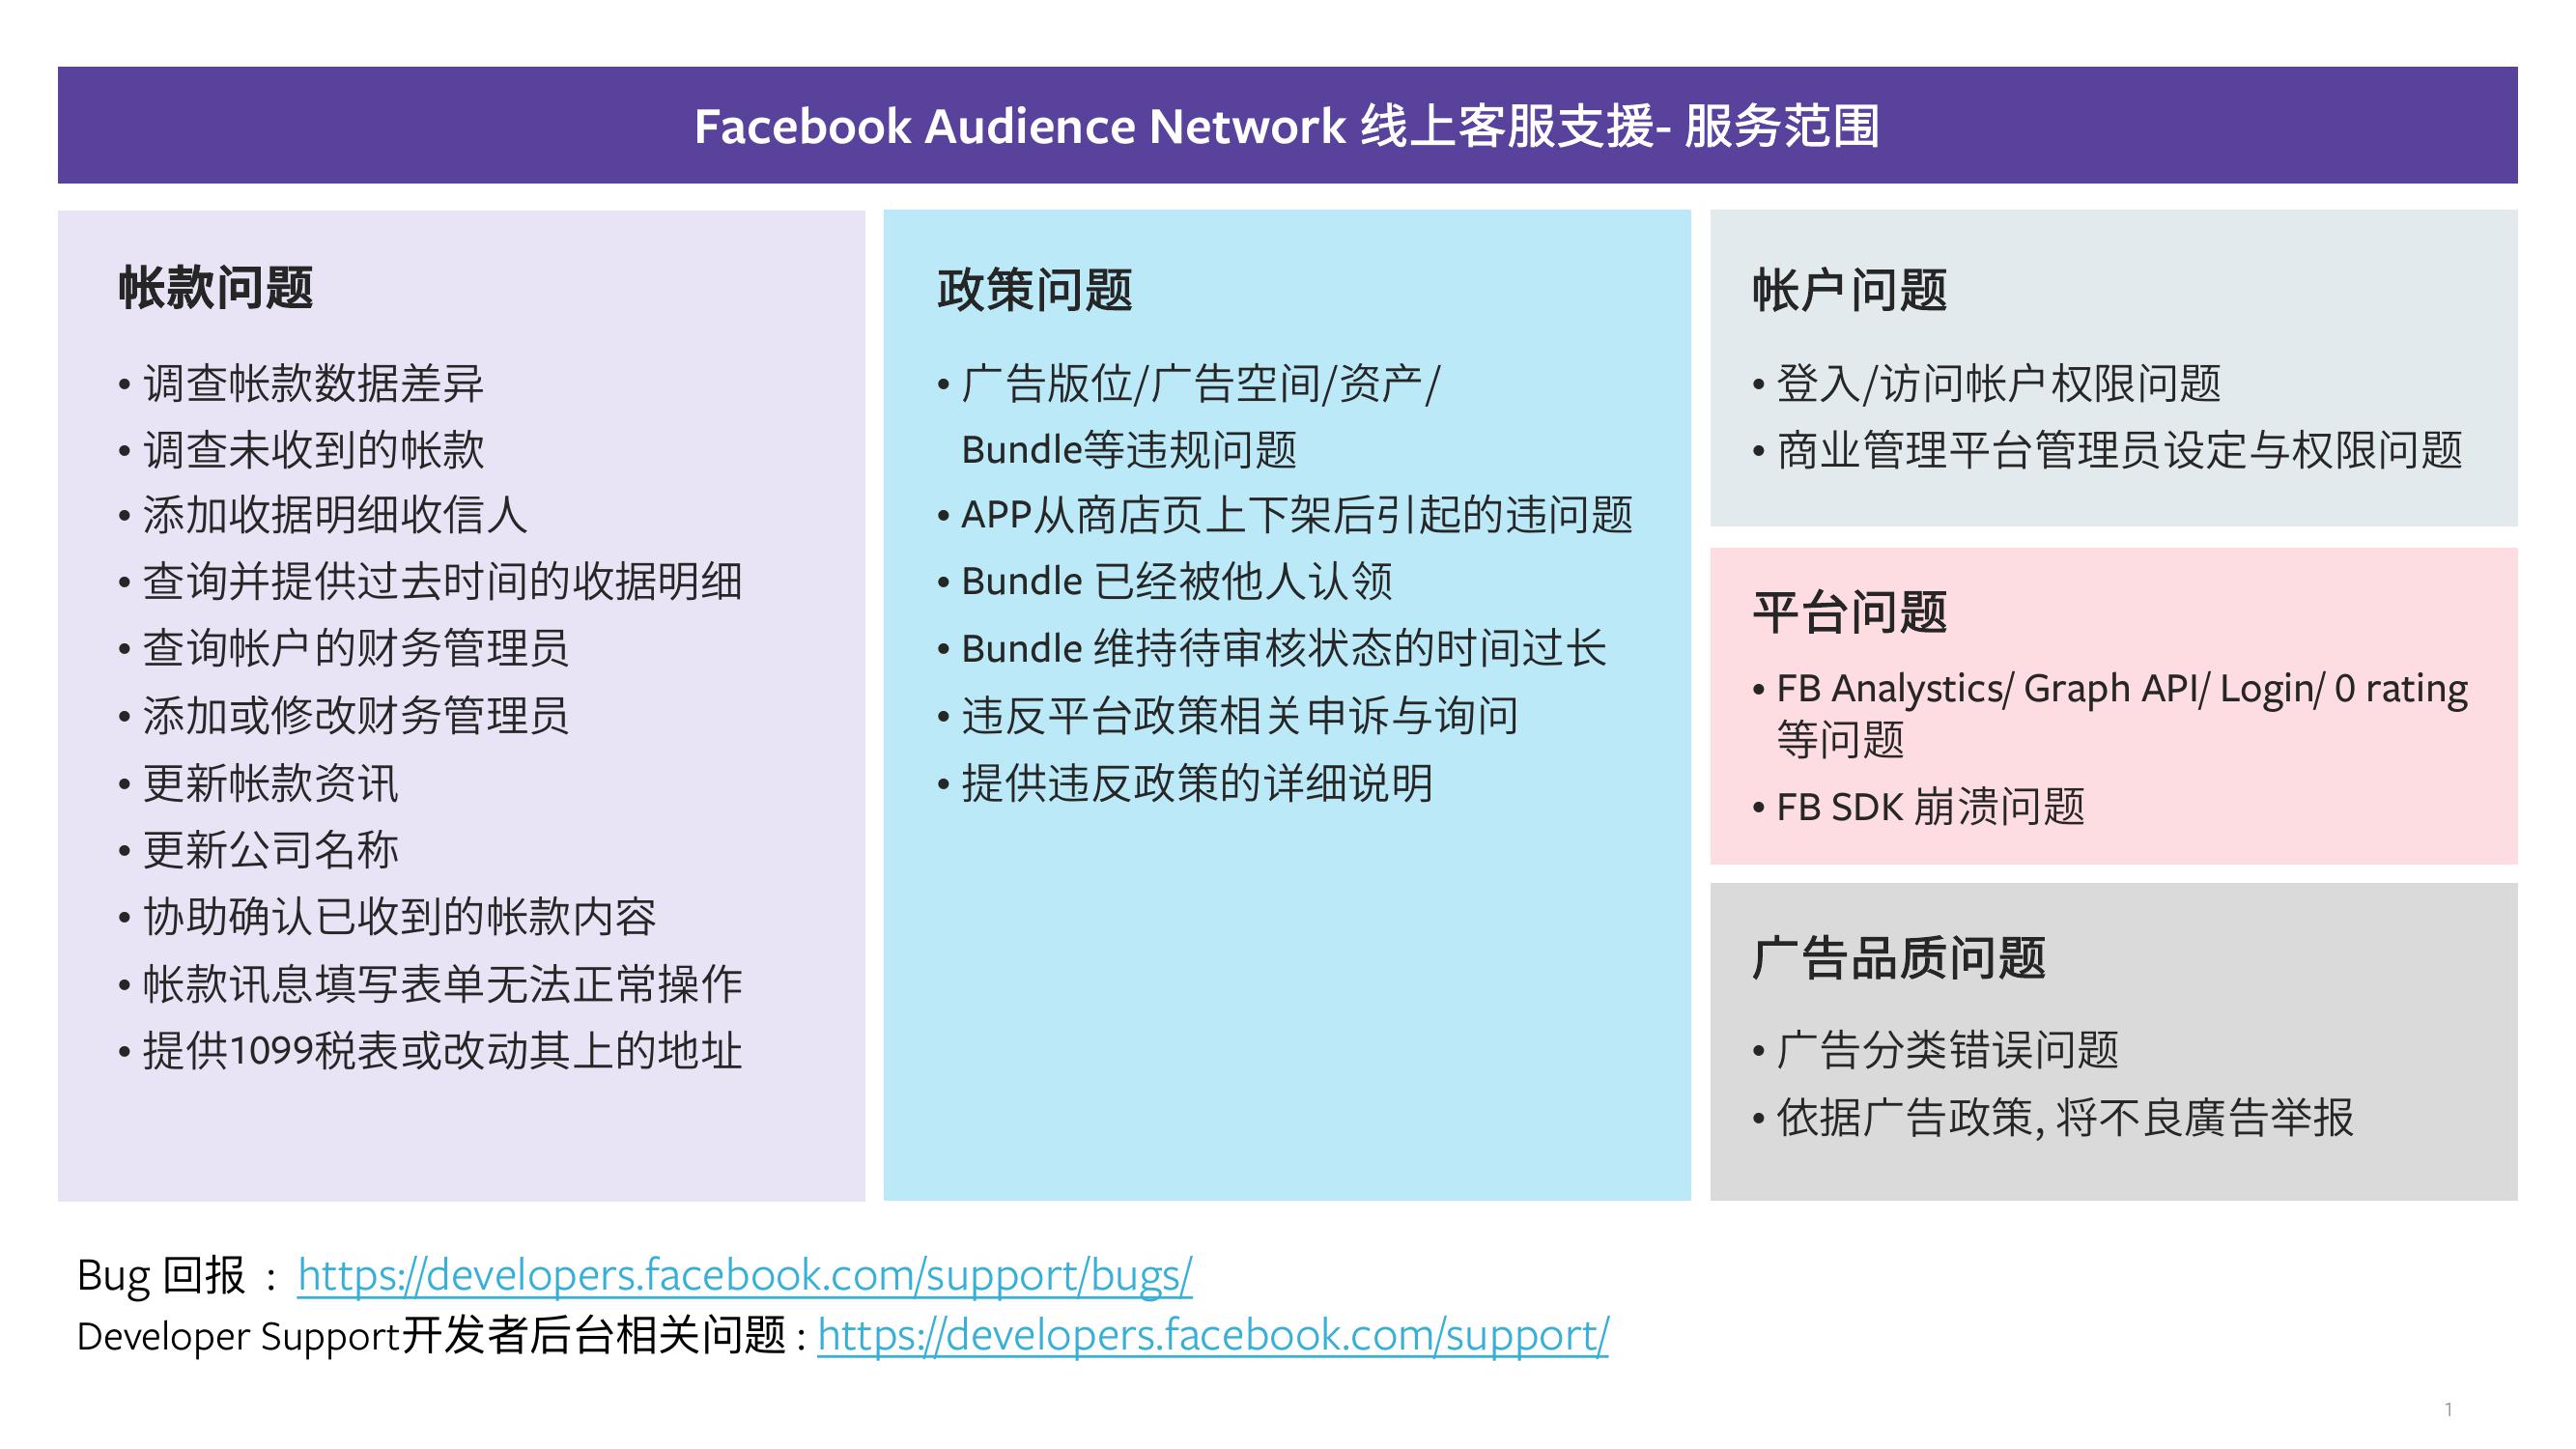 Facebook Audience Network 线上客服支援- 服务范围
帐款问题
• 调查帐款数据差异
• 调查未收到的帐款
• 添加收据明细收信人
• 查询并提供过去时间的收据明细
• 查询帐户的财务管理员
• 添加或修改财务管理员
• 更新帐款资讯
• 更新公司名称
• 协助确认已收到的帐款内容
• 帐款讯息填写表单无法正常操作
• 提供1099税表或改动其上的地址
政策问题
• 广告版位/广告空间/资产/
Bundle等违规问题
• APP从商店页上下架后引起的违问题
• Bundle 已经被他人认领
• Bundle 维持待审核状态的时间过长
• 违反平台政策相关申诉与询问
• 提供违反政策的详细说明
帐户问题
• 登入/访问帐户权限问题
• 商业管理平台管理员设定与权限问题
平台问题
• FB Analystics/ Graph API/ Login/ 0 rating
等问题
• FB SDK 崩溃问题
广告品质问题
• 广告分类错误问题
• 依据广告政策, 将不良廣告举报
Bug 回报 : https://developers.facebook.com/support/bugs/
Developer Support开发者后台相关问题 : https://developers.facebook.com/support/
1